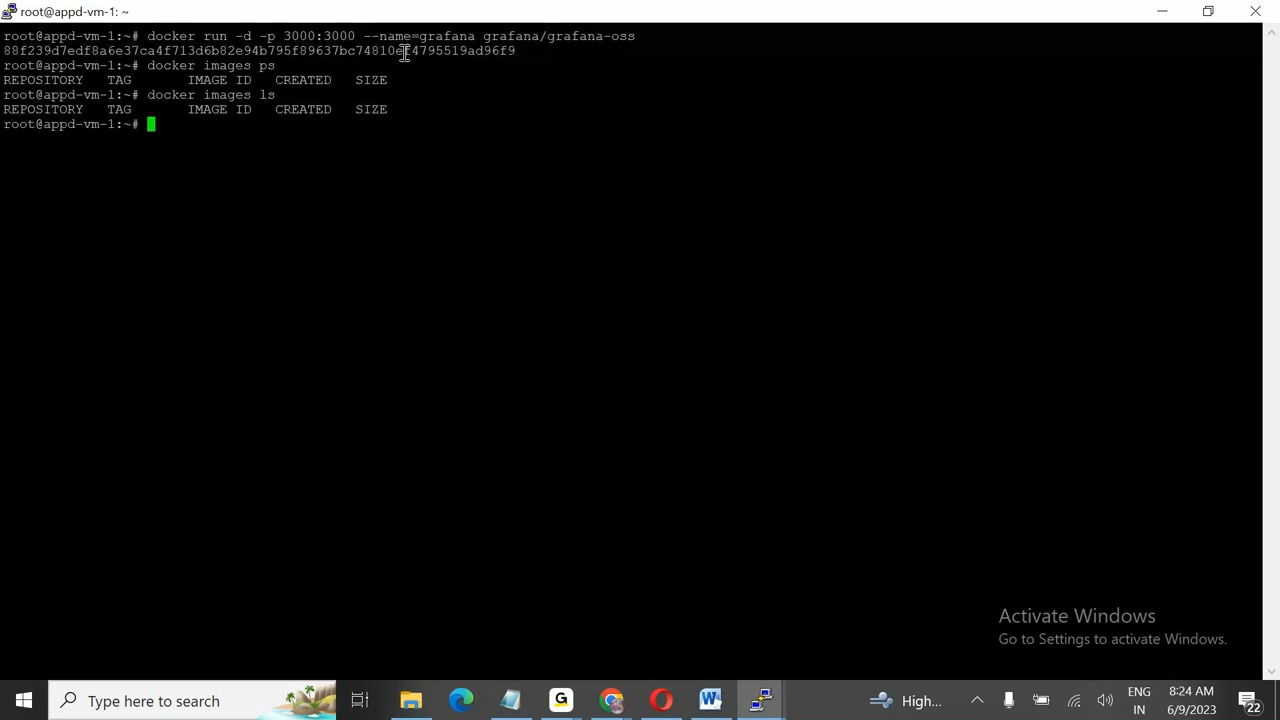 root@appd-vm-1: ~
root@appd-vm-1:~# docker run -d -p 3000:3000 --name=grafana grafana/grafana-oss
root@appd-vm-1:~# docker images ps
REPOSITORY TAG IMAGE ID CREATED SIZE
root@appd-vm-1:~# docker images ls
REPOSITORY TAG IMAGE ID CREATED SIZE
root@appd-vm-1:~#
Activate Windows
Go to Settings to activate Windows.
Type here to search
High...
ENG
IN
8:24 AM
6/9/2023
22